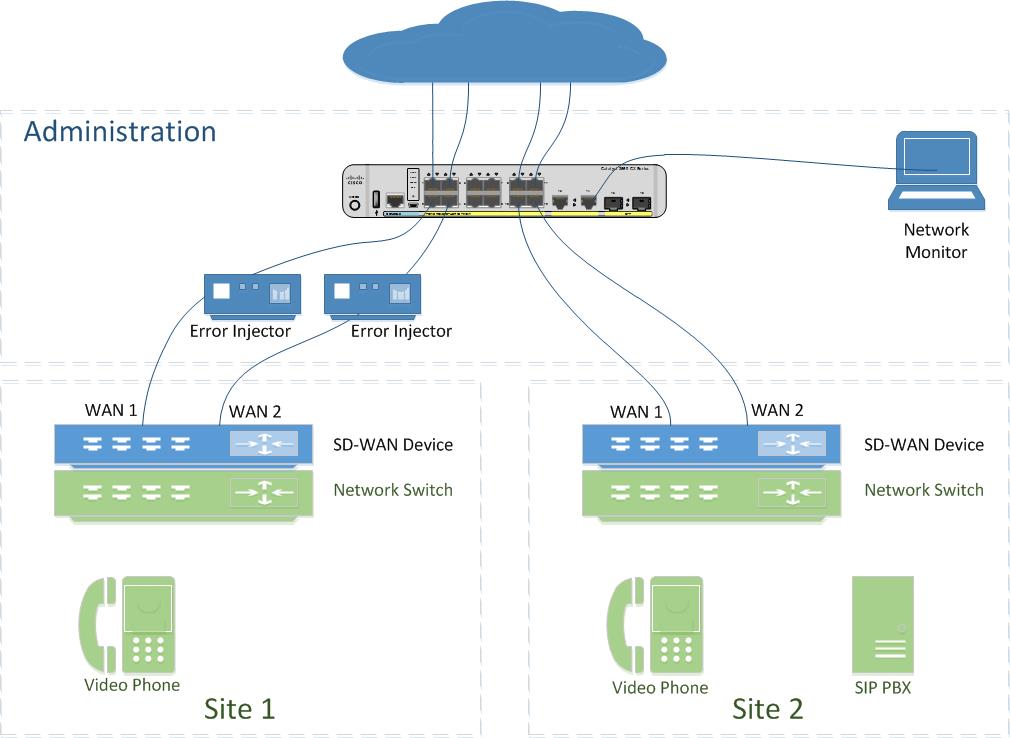 Administration
CISCO
Network
Monitor
Error Injector
Error Injector
WAN 1
WAN 2
SD-WAN Device
Network Switch
WAN 1
WAN 2
SD-WAN Device
Network Switch
Video Phone
Site 1
Video Phone
SIP PBX
Site 2